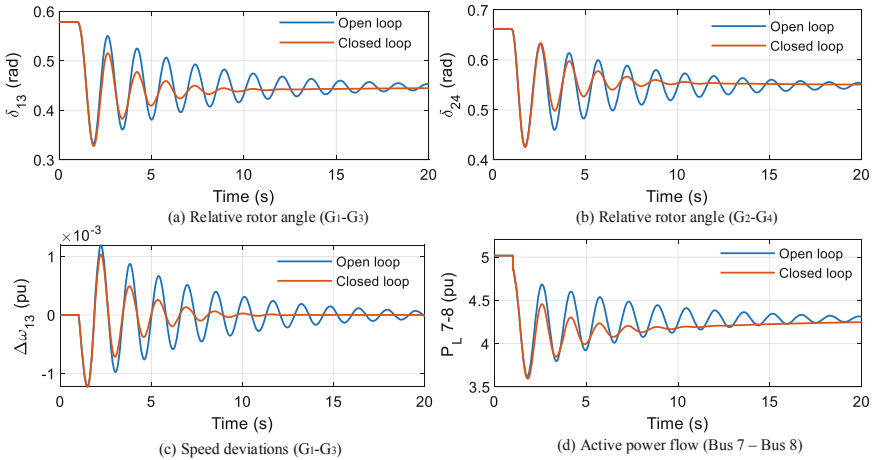 0.6
0.5
0.4
0.3
δ13 (rad)
Open loop
Closed loop
0 5 10 15 20
Time (s)
(a) Relative rotor angle (G1-G3)
0.7
0.6
0.5
0.4
δ24 (rad)
Open loop
Closed loop
0 5 10 15 20
Time (s)
(b) Relative rotor angle (G2-G4)
×10-3
1
0
-1
Δω13 (pu)
Open loop
Closed loop
0 5 10 15 20
Time (s)
(c) Speed deviations (G1-G3)
5
4.5
4
3.5
PL 7-8 (pu)
Open loop
Closed loop
0 5 10 15 20
Time (s)
(d) Active power flow (Bus 7 – Bus 8)